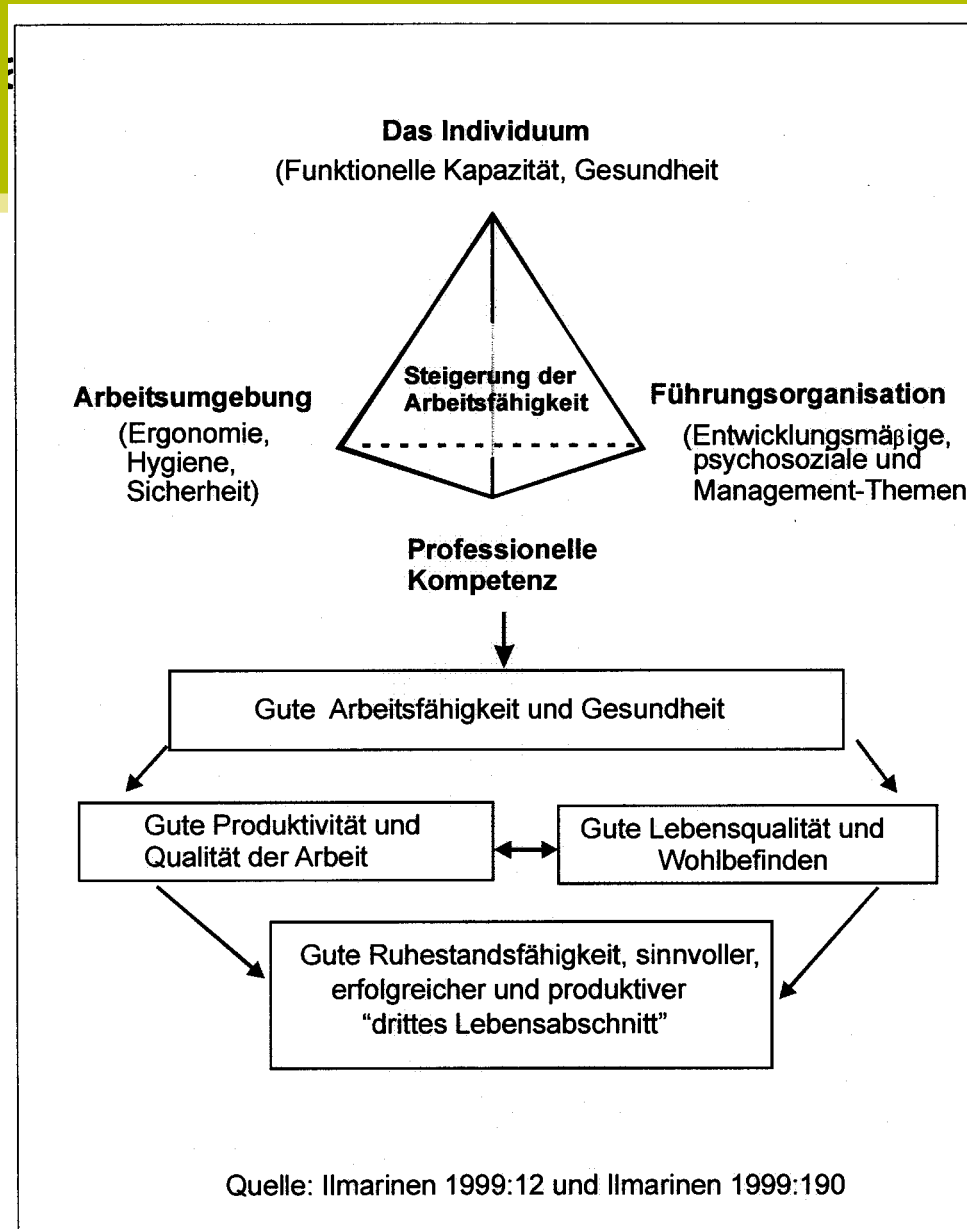 Das Individuum
(Funktionelle Kapazität, Gesundheit
Steigerung der
Arbeitsfähigkeit
Arbeitsumgebung
(Ergonomie,
Hygiene,
Sicherheit)
Führungsorganisation
(Entwicklungsmäßige,
psychosoziale und
Management-Themen
Professionelle
Kompetenz
Gute Arbeitsfähigkeit und Gesundheit
Gute Produktivität und
Qualität der Arbeit
Gute Lebensqualität und
Wohlbefinden
Gute Ruhestandsfähigkeit, sinnvoller,
erfolgreicher und produktiver
“drittes Lebensabschnitt”
Quelle: Ilmarinen 1999:12 und Ilmarinen 1999:190